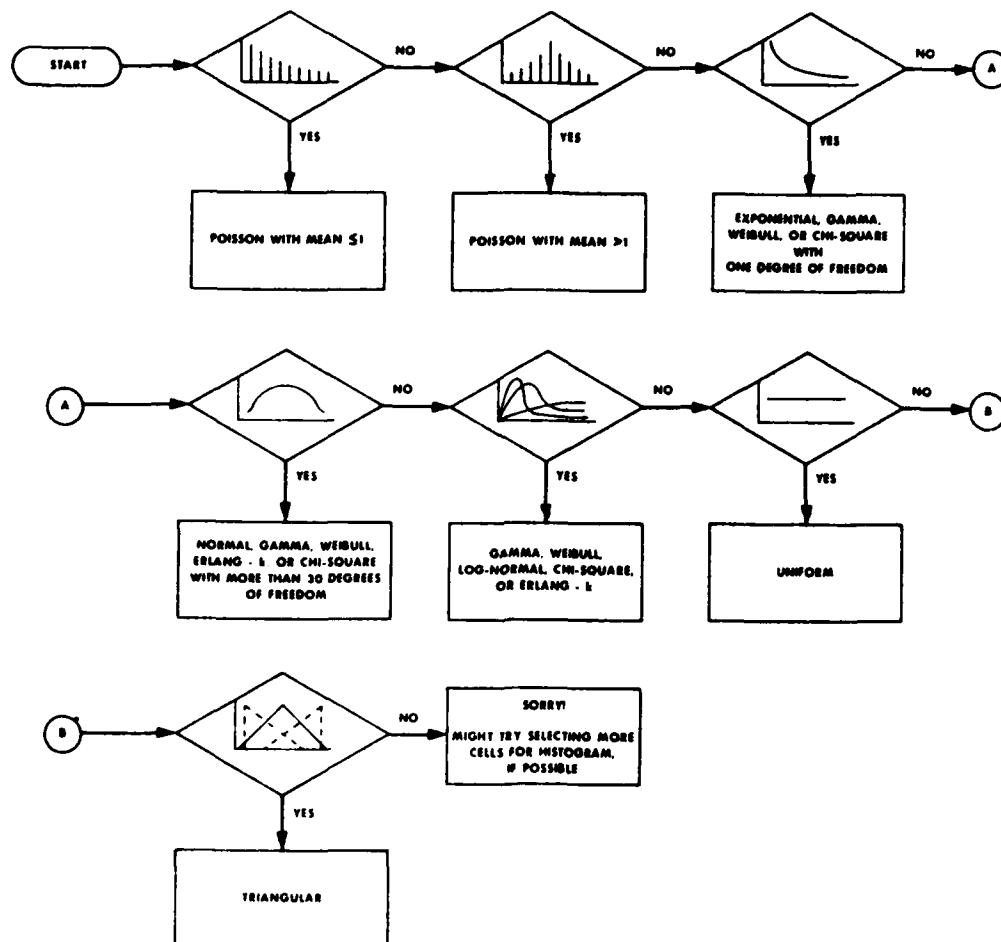 START
NO
NO
NO
A
YES
YES
YES
POISSON WITH MEAN ≤1
POISSON WITH MEAN >1
EXPONENTIAL, GAMMA,
WEIBULL, OR CHI-SQUARE
WITH
ONE DEGREE OF FREEDOM
A
NO
NO
NO
B
YES
YES
YES
NORMAL, GAMMA, WEIBULL,
ERLANG - k OR CHI-SQUARE
WITH MORE THAN 30 DEGREES
OF FREEDOM
GAMMA, WEIBULL,
LOG-NORMAL, CHI-SQUARE,
OR ERLANG - k
UNIFORM
B
NO
SORRY!
MIGHT TRY SELECTING MORE
CELLS FOR HISTOGRAM,
IF POSSIBLE
YES
TRIANGULAR